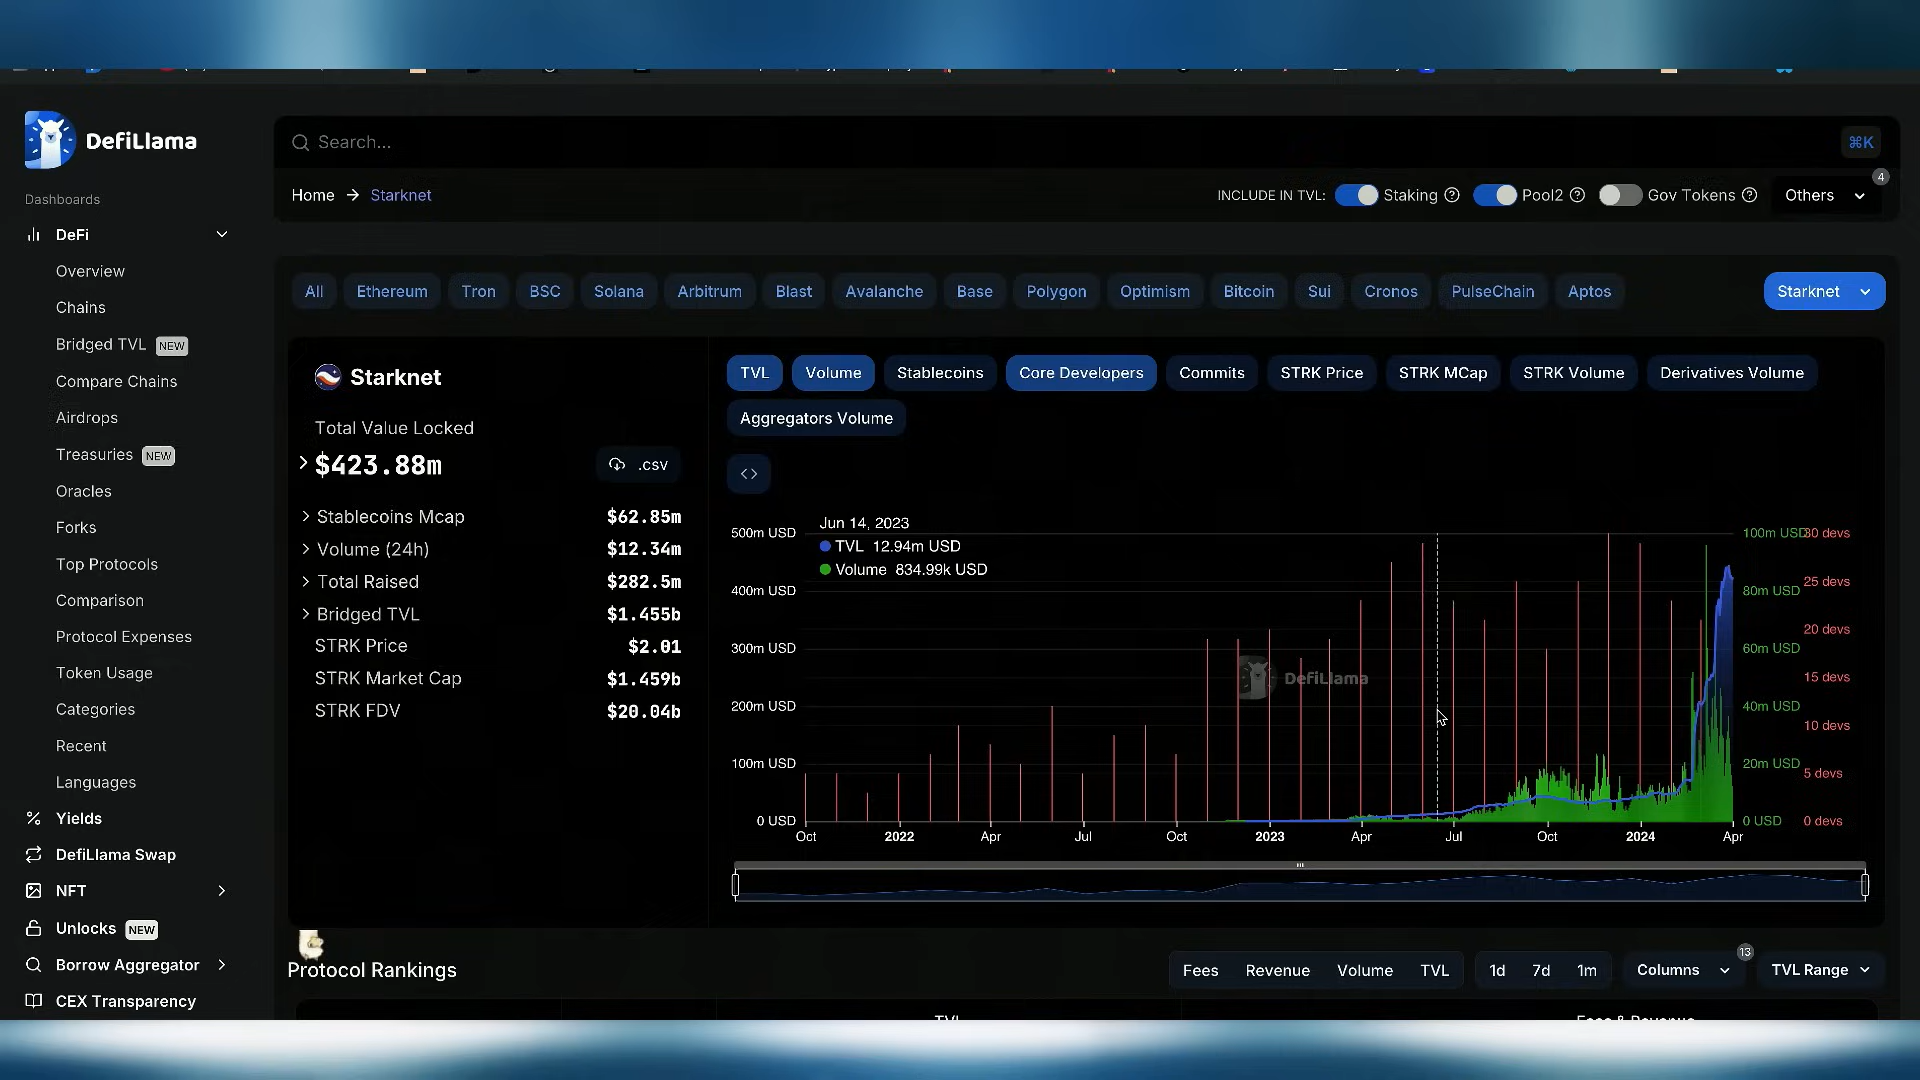 DefiLlama
Search...
⌘K
Home → Starknet
INCLUDE IN TVL: Staking Pool2 Gov Tokens Others 4
Dashboards
DeFi
Overview
Chains
Bridged TVL NEW
Compare Chains
Airdrops
Treasuries NEW
Oracles
Forks
Top Protocols
Comparison
Protocol Expenses
Token Usage
Categories
Recent
Languages
Yields
DefiLlama Swap
NFT
Unlocks NEW
Borrow Aggregator
CEX Transparency
All Ethereum Tron BSC Solana Arbitrum Blast Avalanche Base Polygon Optimism Bitcoin Sui Cronos PulseChain Aptos Starknet
Starknet
Total Value Locked
$423.88m .csv
Stablecoins Mcap $62.85m
Volume (24h) $12.34m
Total Raised $282.5m
Bridged TVL $1.455b
STRK Price $2.01
STRK Market Cap $1.459b
STRK FDV $20.04b
TVL Volume Stablecoins Core Developers Commits STRK Price STRK MCap STRK Volume Derivatives Volume
Aggregators Volume
Jun 14, 2023
TVL 12.94m USD
Volume 834.99k USD
500m USD
400m USD
300m USD
200m USD
100m USD
0 USD
DefiLlama
100m USD
80m USD
60m USD
40m USD
20m USD
0 USD
30 devs
25 devs
20 devs
15 devs
10 devs
5 devs
0 devs
Oct 2022 Apr Jul Oct 2023 Apr Jul Oct 2024 Apr
Protocol Rankings
Fees Revenue Volume TVL 1d 7d 1m Columns 13 TVL Range